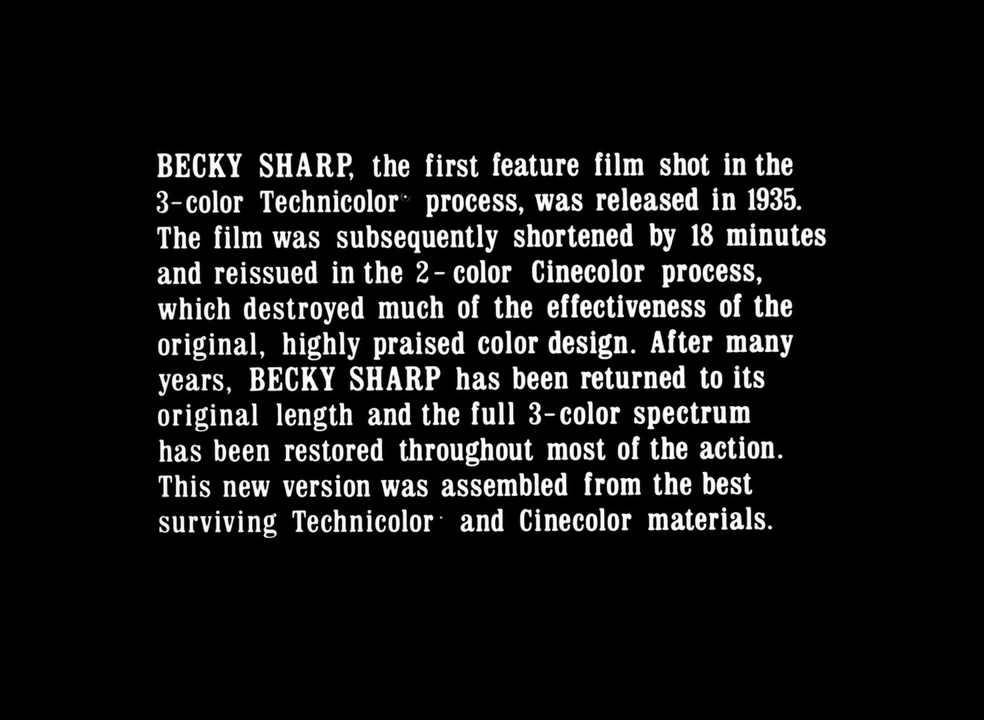 BECKY SHARP, the first feature film shot in the
3-color Technicolor process, was released in 1935.
The film was subsequently shortened by 18 minutes
and reissued in the 2-color Cinecolor process,
which destroyed much of the effectiveness of the
original, highly praised color design. After many
years, BECKY SHARP has been returned to its
original length and the full 3-color spectrum
has been restored throughout most of the action.
This new version was assembled from the best
surviving Technicolor and Cinecolor materials.